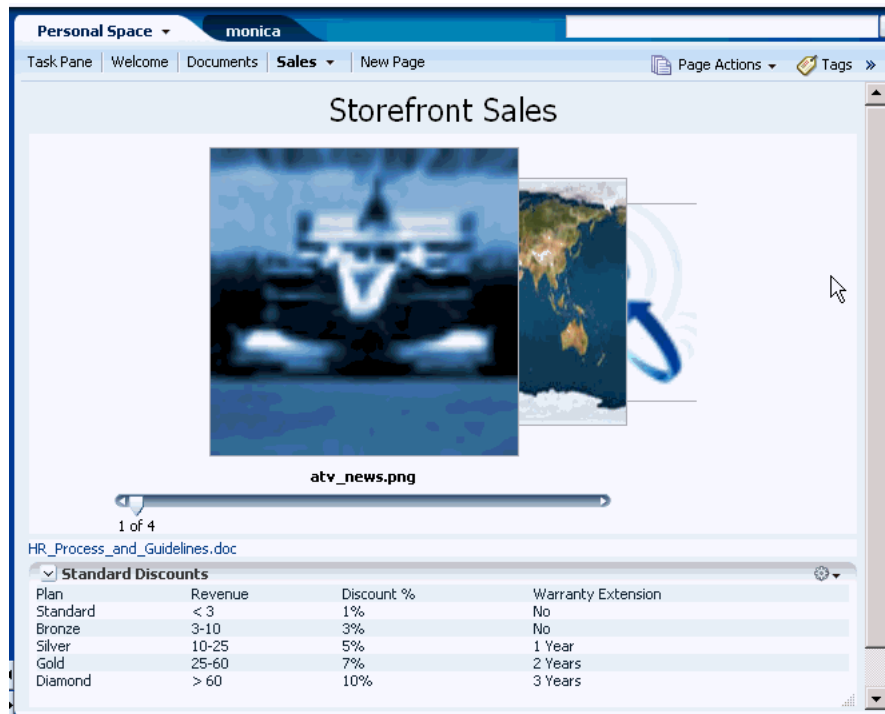 Personal Space monica
Task Pane Welcome Documents Sales New Page Page Actions Tags »
Storefront Sales
atv_news.png
1 of 4
HR_Process_and_Guidelines.doc
Standard Discounts
Plan Revenue Discount % Warranty Extension
Standard < 3 1% No
Bronze 3-10 3% No
Silver 10-25 5% 1 Year
Gold 25-60 7% 2 Years
Diamond > 60 10% 3 Years